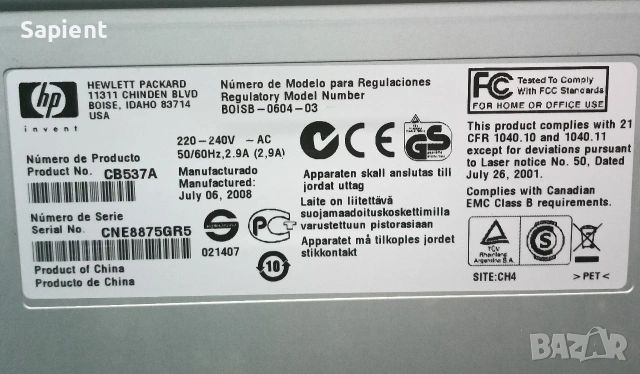 Sapient
hp
invent
HEWLETT PACKARD
11311 CHINDEN BLVD
BOISE, IDAHO 83714
USA
Número de Modelo para Regulaciones
Regulatory Model Number
BOISB-0604-03
220-240V ~ AC
50/60Hz,2.9A (2,9A)
Número de Producto
Product No. CB537A
Manufacturado
Manufactured
July 06, 2008
Número de Serie
Serial No. CNE8875GR5
Product of China
Producto de China
021407
10
Apparaten skall anslutas till
jordat uttag
Laite on liitettävä
suojamaadoituskoskettimilla
varustettuun pistorasiaan
Apparatet må tilkoples jordet
stikkontakt
FC Tested To Comply
With FCC Standards
FOR HOME OR OFFICE USE
This product complies with 21
CFR 1040.10 and 1040.11
except for deviations pursuant
to Laser notice No. 50, Dated
July 26, 2001.
Complies with Canadian
EMC Class B requirements.
TÜV
Rheinland
Argentina S.A.
S
SITE:CH4
>PET<
BAZAR